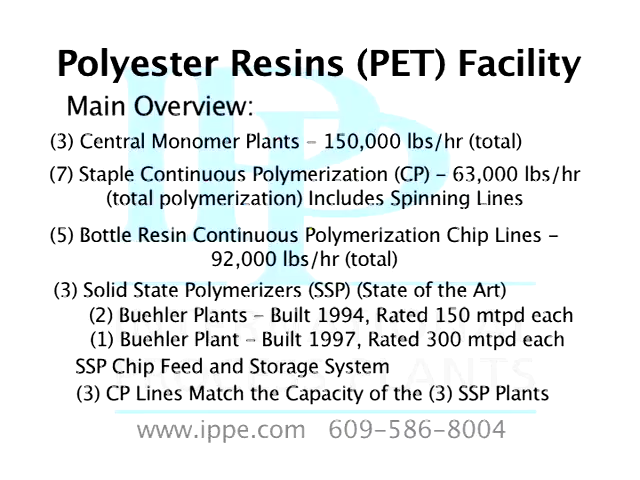 Polyester Resins (PET) Facility
Main Overview:
(3) Central Monomer Plants – 150,000 lbs/hr (total)
(7) Staple Continuous Polymerization (CP) – 63,000 lbs/hr
(total polymerization) Includes Spinning Lines
(5) Bottle Resin Continuous Polymerization Chip Lines –
92,000 lbs/hr (total)
(3) Solid State Polymerizers (SSP) (State of the Art)
(2) Buehler Plants – Built 1994, Rated 150 mtpd each
(1) Buehler Plant – Built 1997, Rated 300 mtpd each
SSP Chip Feed and Storage System
(3) CP Lines Match the Capacity of the (3) SSP Plants
www.ippe.com 609-586-8004